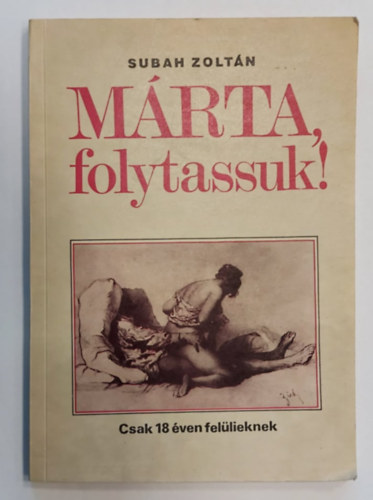 SUBAH ZOLTÁN
MÁRTA,
folytassuk!
Csak 18 éven felülieknek